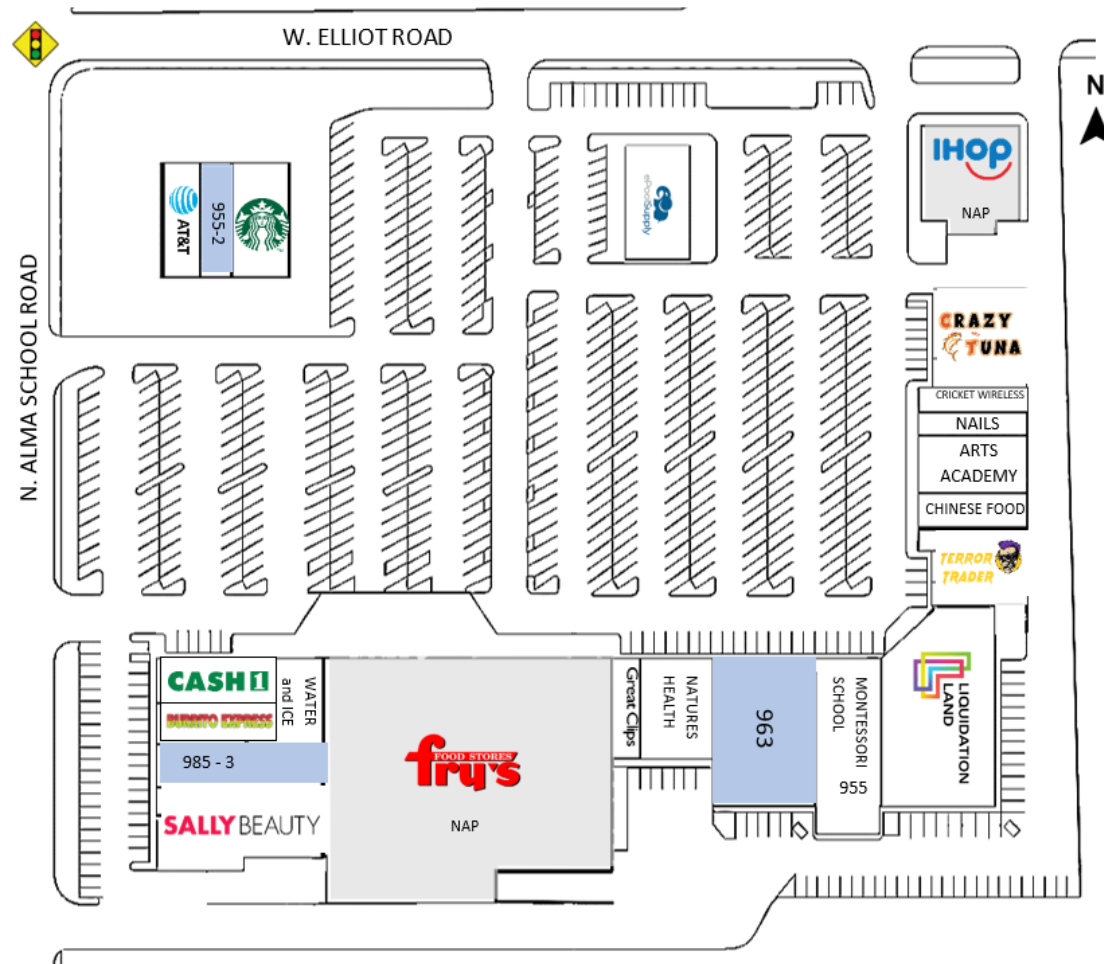 W. ELLIOT ROAD
N
N. ALMA SCHOOL ROAD
AT&T
955-2
ePoolSupply
IHOP
NAP
CRAZY
TUNA
CRICKET WIRELESS
NAILS
ARTS
ACADEMY
CHINESE FOOD
TERROR
TRADER
CASH 1
BURRITO EXPRESS
WATER
and ICE
985 - 3
SALLY BEAUTY
fry's
FOOD STORES
NAP
Great Clips
NATURES
HEALTH
963
MONTESSORI
SCHOOL
955
LIQUIDATION
LAND